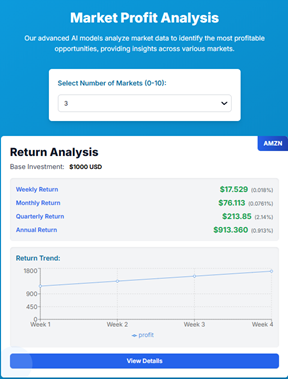 Market Profit Analysis
Our advanced AI models analyze market data to identify the most profitable
opportunities, providing insights across various markets.
Select Number of Markets (0-10):
3
AMZN
Return Analysis
Base Investment: $1000 USD
Weekly Return $17.529 (0.018%)
Monthly Return $76.113 (0.0761%)
Quarterly Return $213.85 (2.14%)
Annual Return $913.360 (0.913%)
Return Trend:
1800
900
450
0
Week 1 Week 2 Week 3 Week 4
profit
View Details